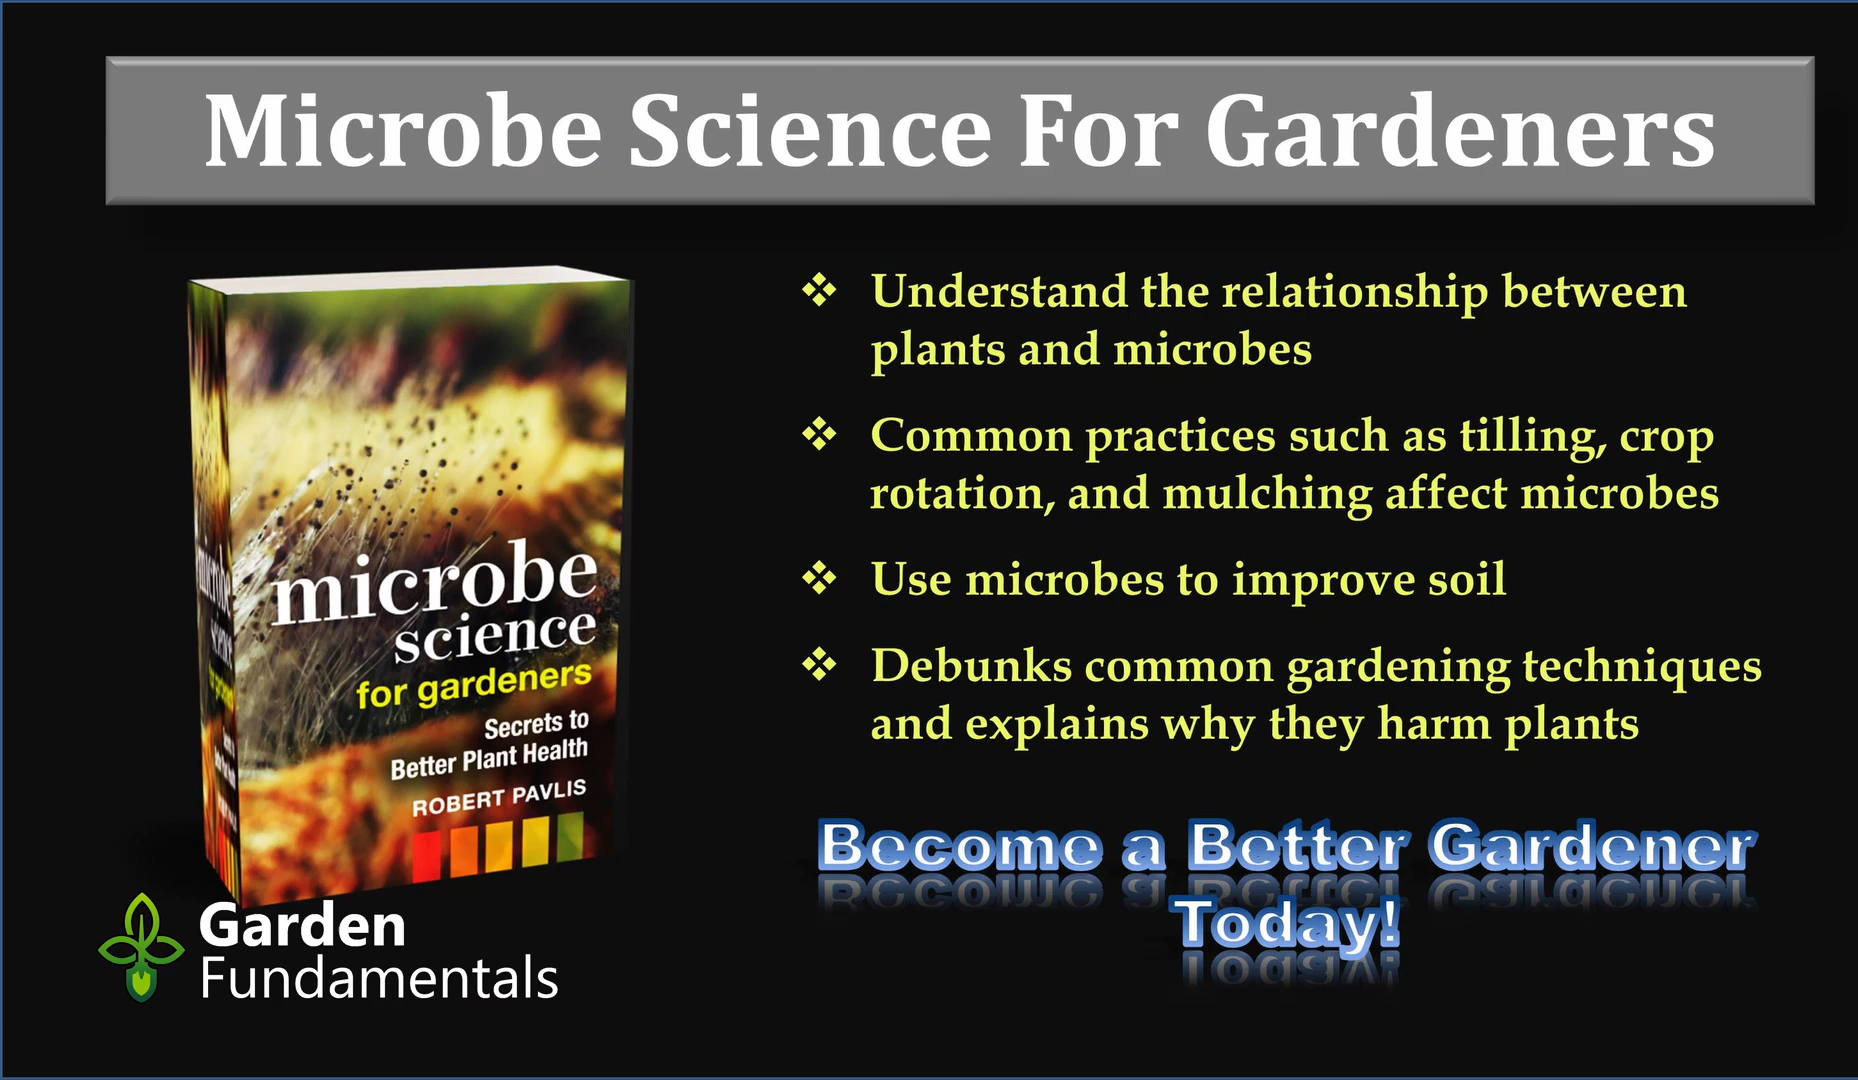 Microbe Science For Gardeners
❖ Understand the relationship between
plants and microbes
❖ Common practices such as tilling, crop
rotation, and mulching affect microbes
❖ Use microbes to improve soil
❖ Debunks common gardening techniques
and explains why they harm plants
Become a Better Gardener
Today!
microbe
science
for gardeners
Secrets to
Better Plant Health
ROBERT PAVLIS
Garden
Fundamentals